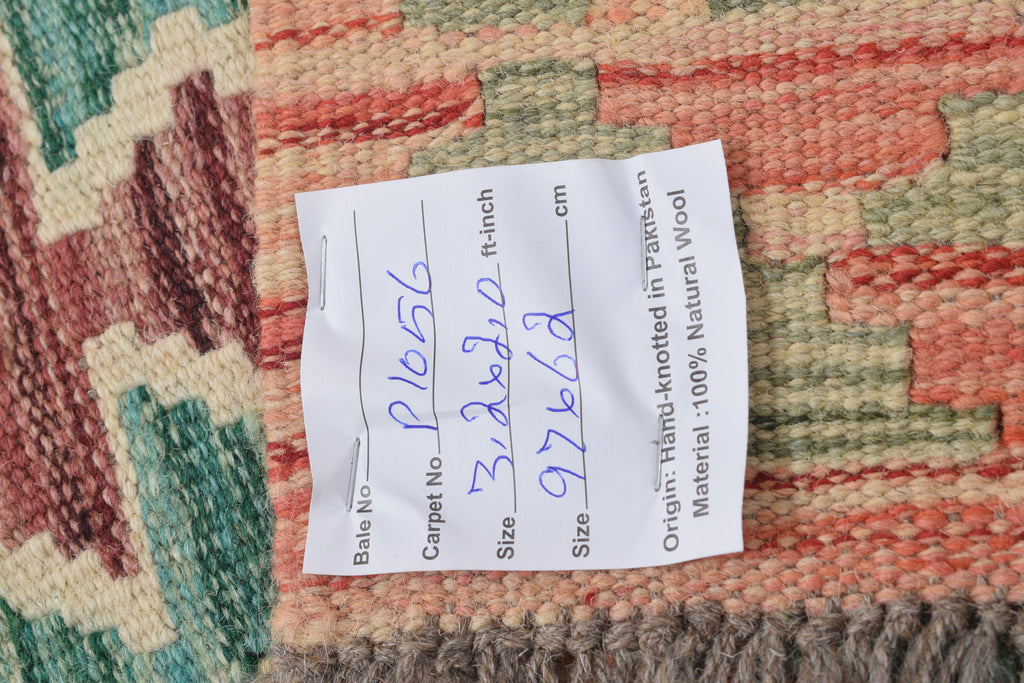 Bale No
Carpet No P1056
Size 3,2x2,0 ft-inch
Size 97x62 cm
Origin: Hand-knotted in Pakistan
Material :100% Natural Wool